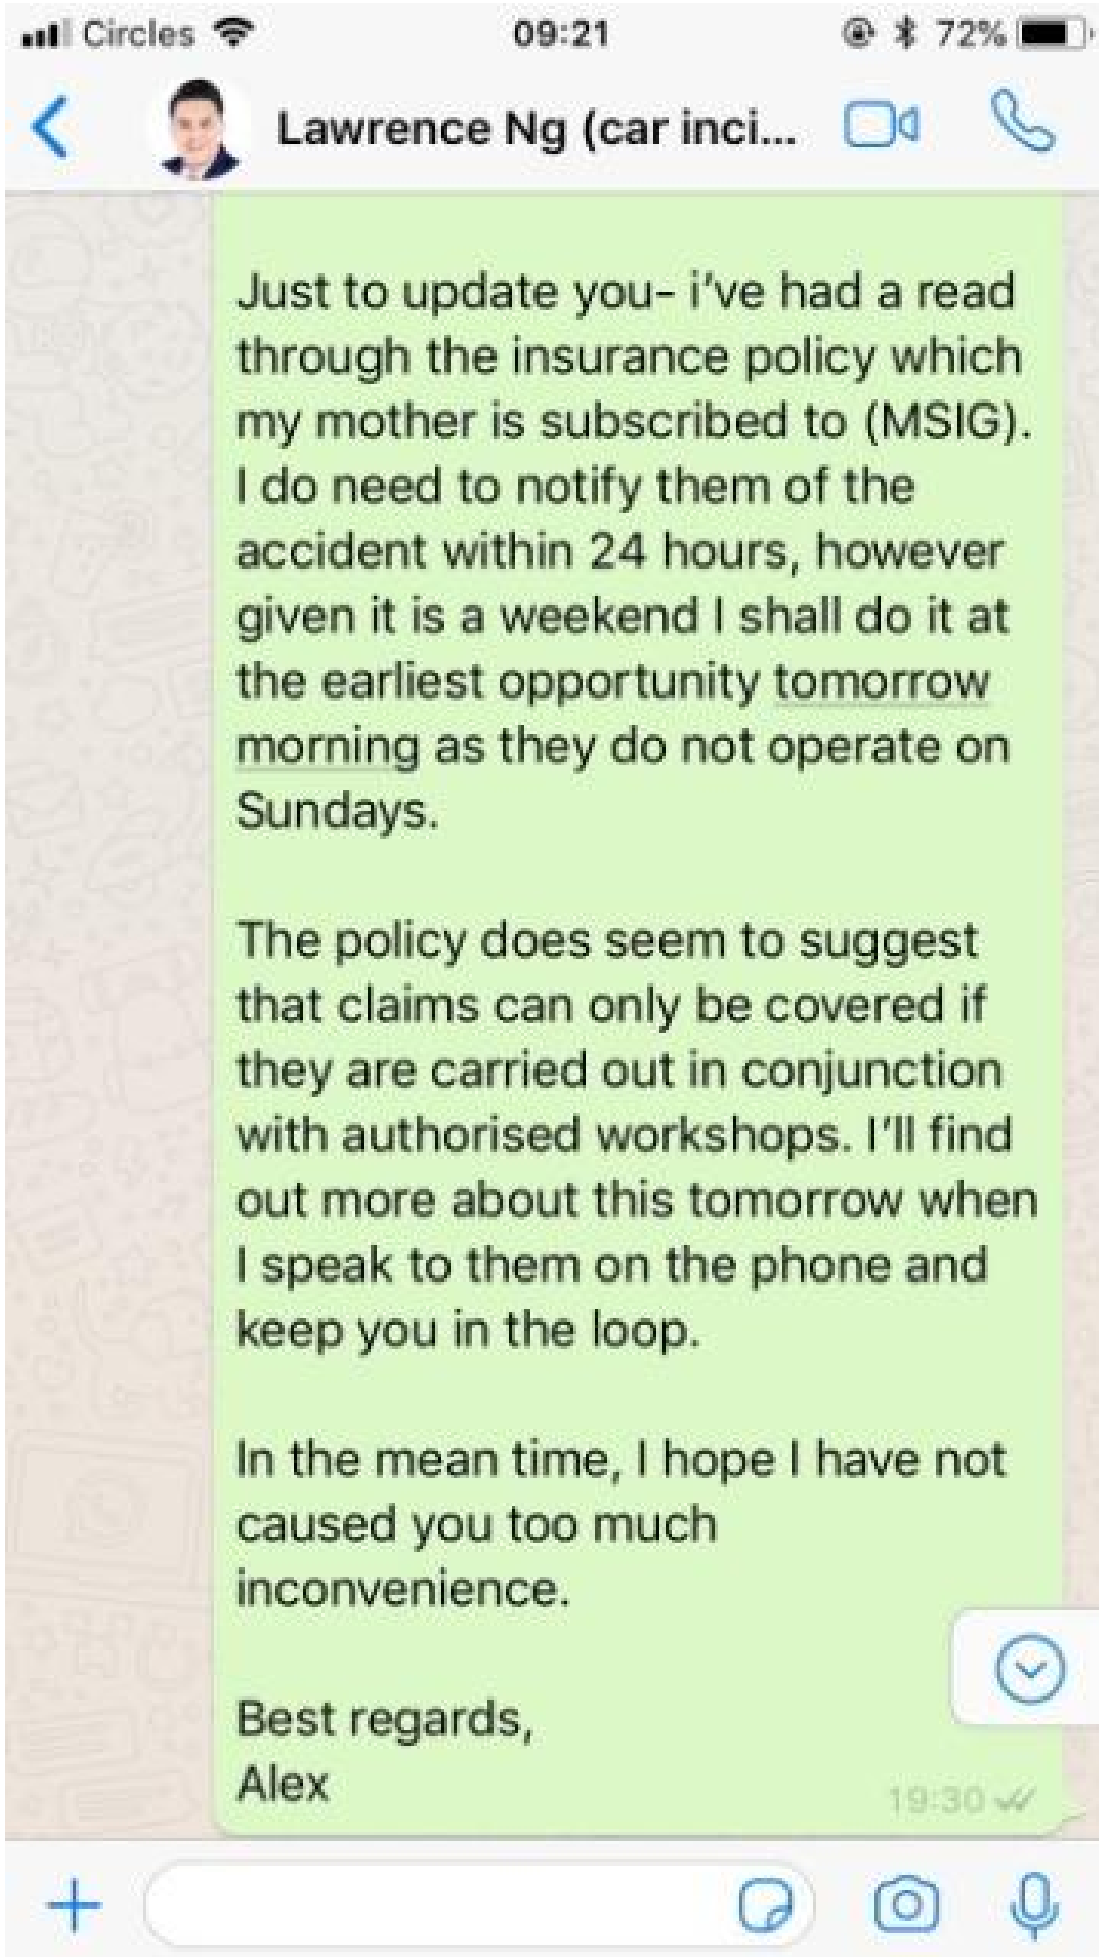 Circles 09:21 72%
Lawrence Ng (car inci...
Just to update you- i've had a read
through the insurance policy which
my mother is subscribed to (MSIG).
I do need to notify them of the
accident within 24 hours, however
given it is a weekend I shall do it at
the earliest opportunity tomorrow
morning as they do not operate on
Sundays.
The policy does seem to suggest
that claims can only be covered if
they are carried out in conjunction
with authorised workshops. I'll find
out more about this tomorrow when
I speak to them on the phone and
keep you in the loop.
In the mean time, I hope I have not
caused you too much
inconvenience.
Best regards,
Alex
19:30